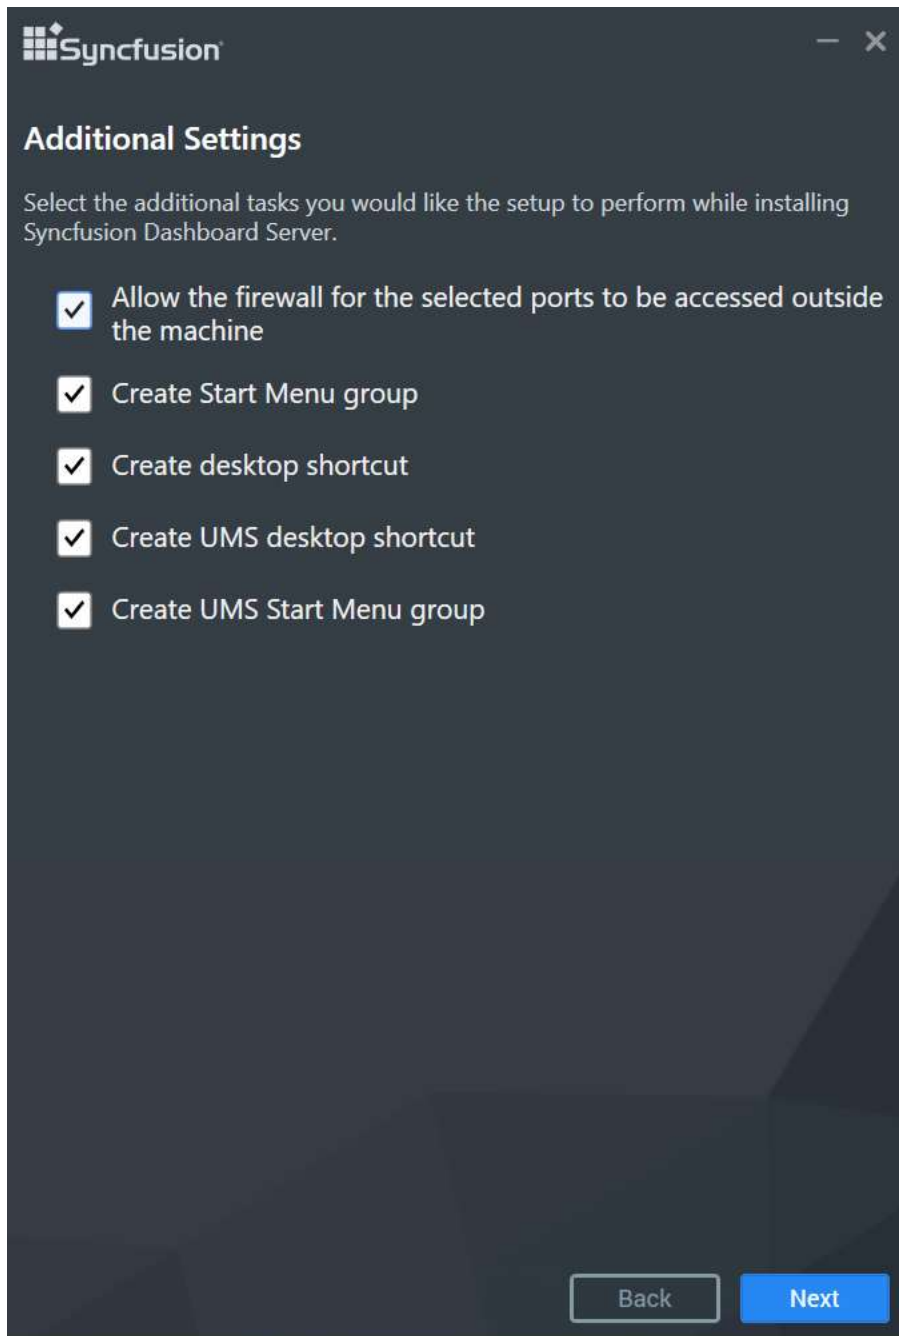 Syncfusion
Additional Settings
Select the additional tasks you would like the setup to perform while installing
Syncfusion Dashboard Server.
Allow the firewall for the selected ports to be accessed outside
the machine
Create Start Menu group
Create desktop shortcut
Create UMS desktop shortcut
Create UMS Start Menu group
Back
Next